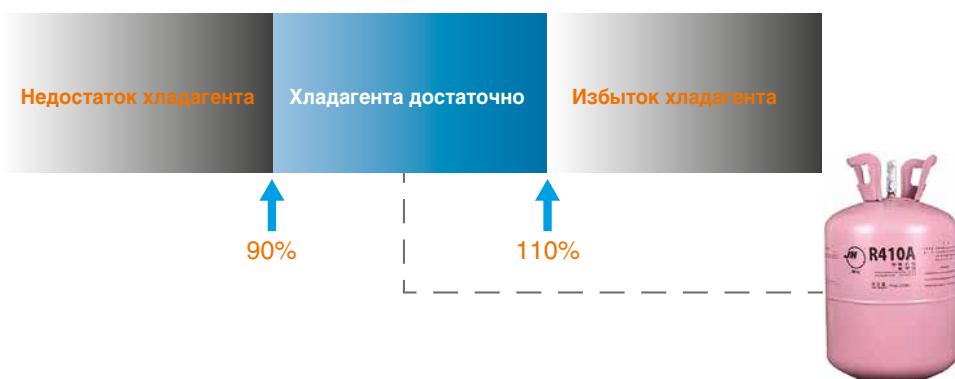 Недостаток хладагента
Хладагента достаточно
Избыток хладагента
90%
110%
R410A